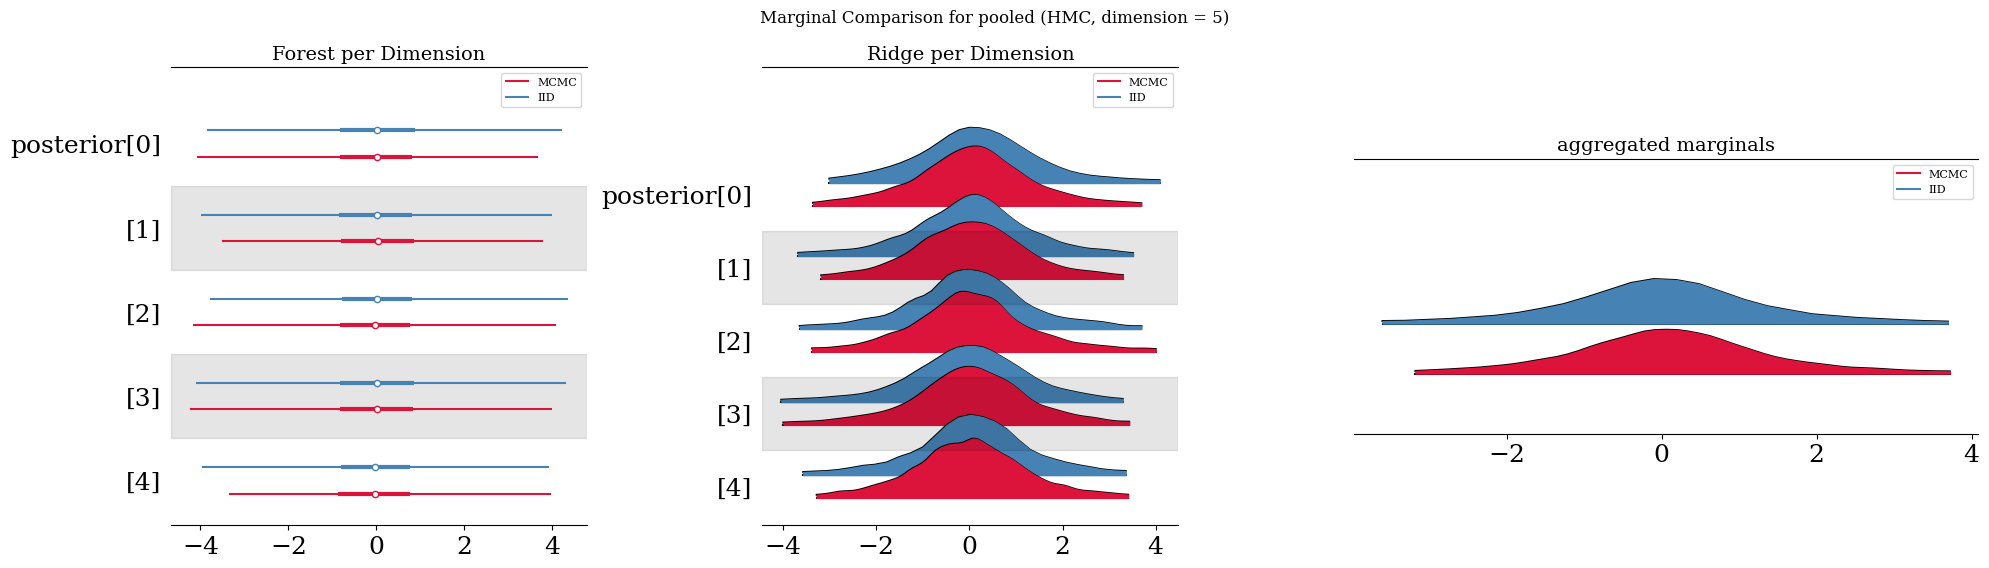 Marginal Comparison for pooled (HMC, dimension = 5)
Forest per Dimension
MCMC
IID
posterior[0]
[1]
[2]
[3]
[4]
−4 −2 0 2 4
Ridge per Dimension
MCMC
IID
posterior[0]
[1]
[2]
[3]
[4]
−4 −2 0 2 4
aggregated marginals
MCMC
IID
−2 0 2 4